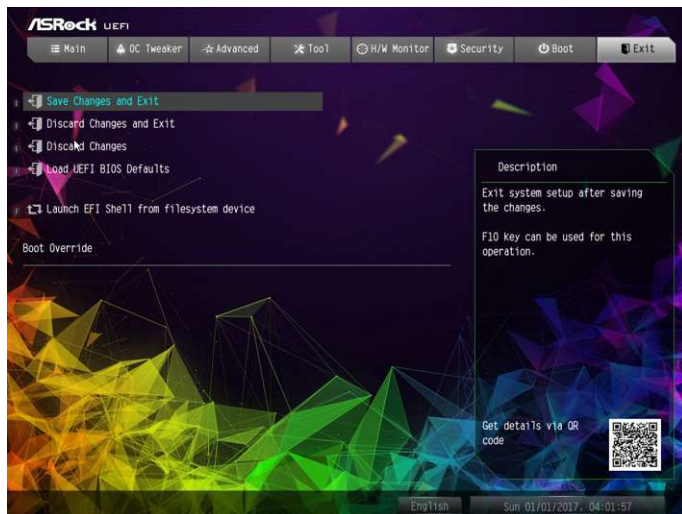 ASRock UEFI
Main
OC Tweaker
Advanced
Tool
H/W Monitor
Security
Boot
Exit
Save Changes and Exit
Discard Changes and Exit
Discard Changes
Load UEFI BIOS Defaults
Launch EFI Shell from filesystem device
Boot Override
Description
Exit system setup after saving
the changes.
F10 key can be used for this
operation.
Get details via QR
code
English
Sun 01/01/2017. 04:01:57